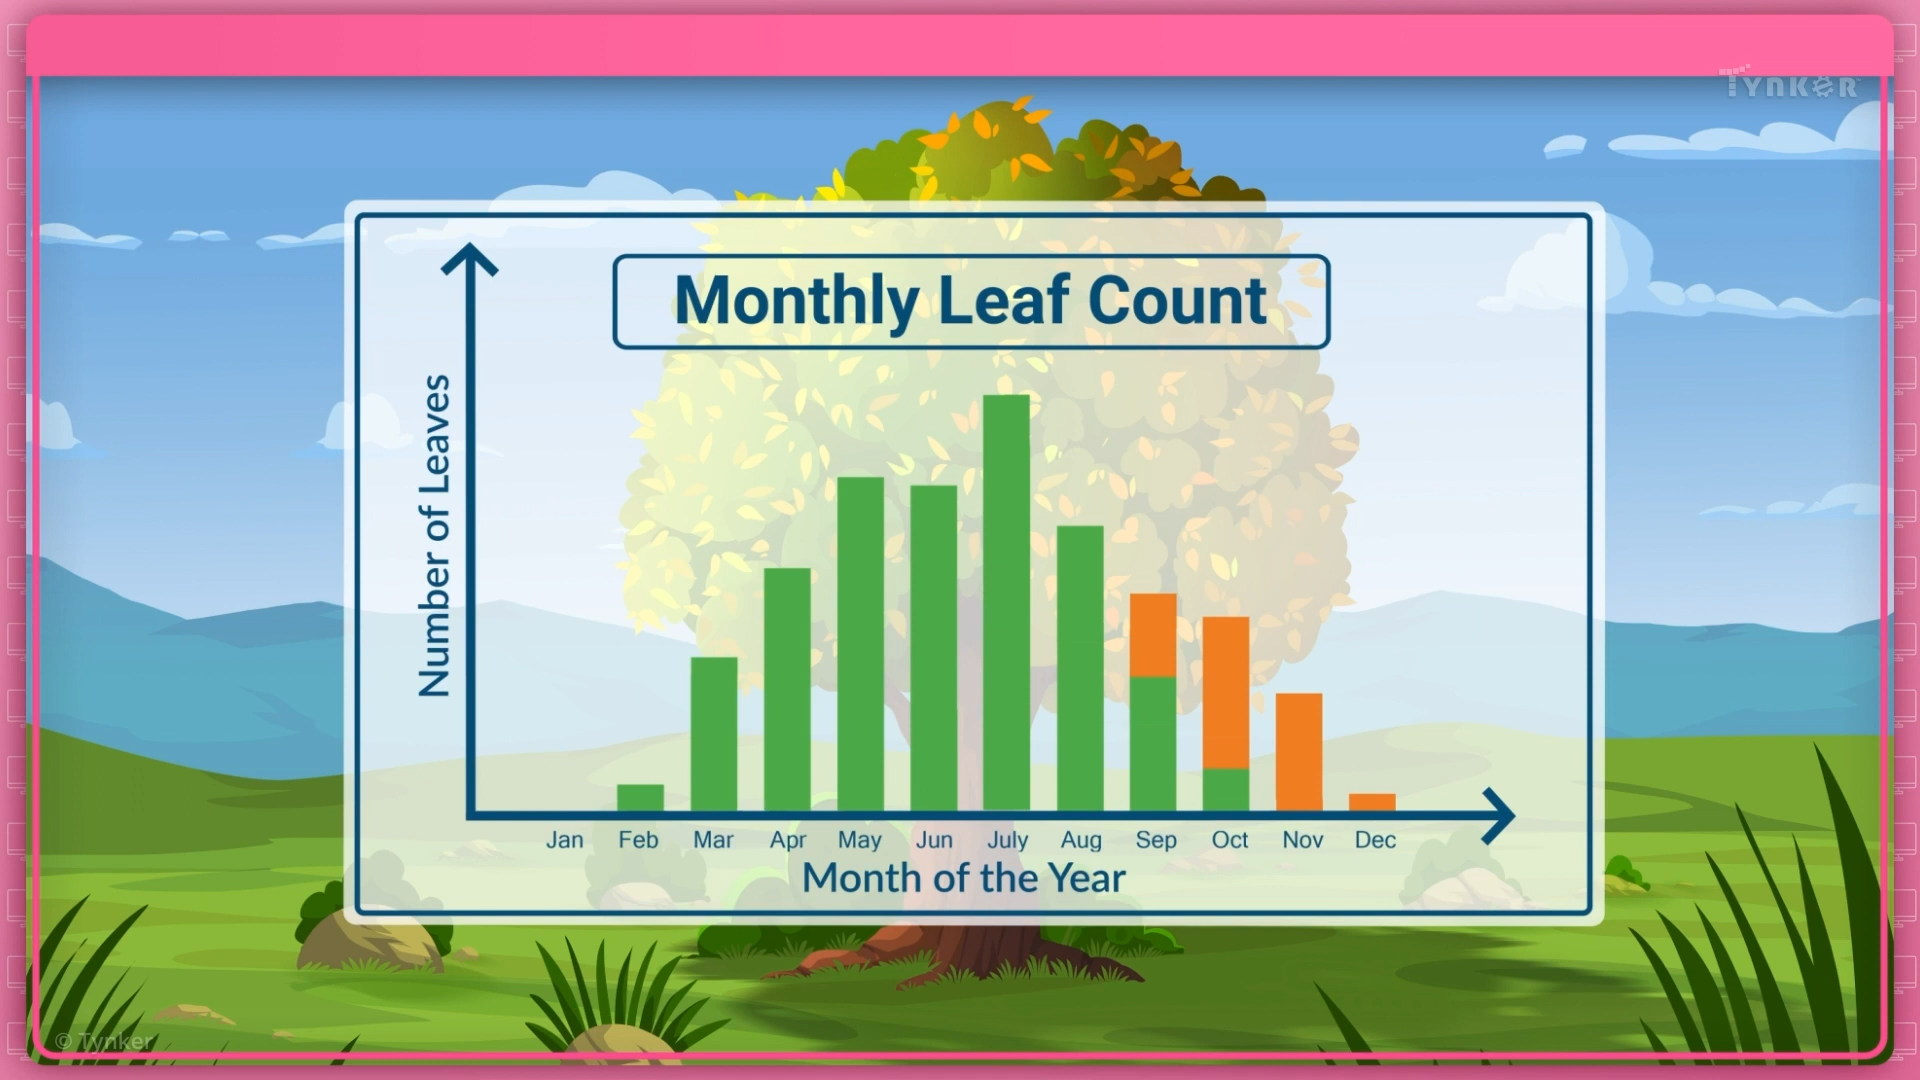 TYNKER
Monthly Leaf Count
Number of Leaves
Jan Feb Mar Apr May Jun July Aug Sep Oct Nov Dec
Month of the Year
© Tynker